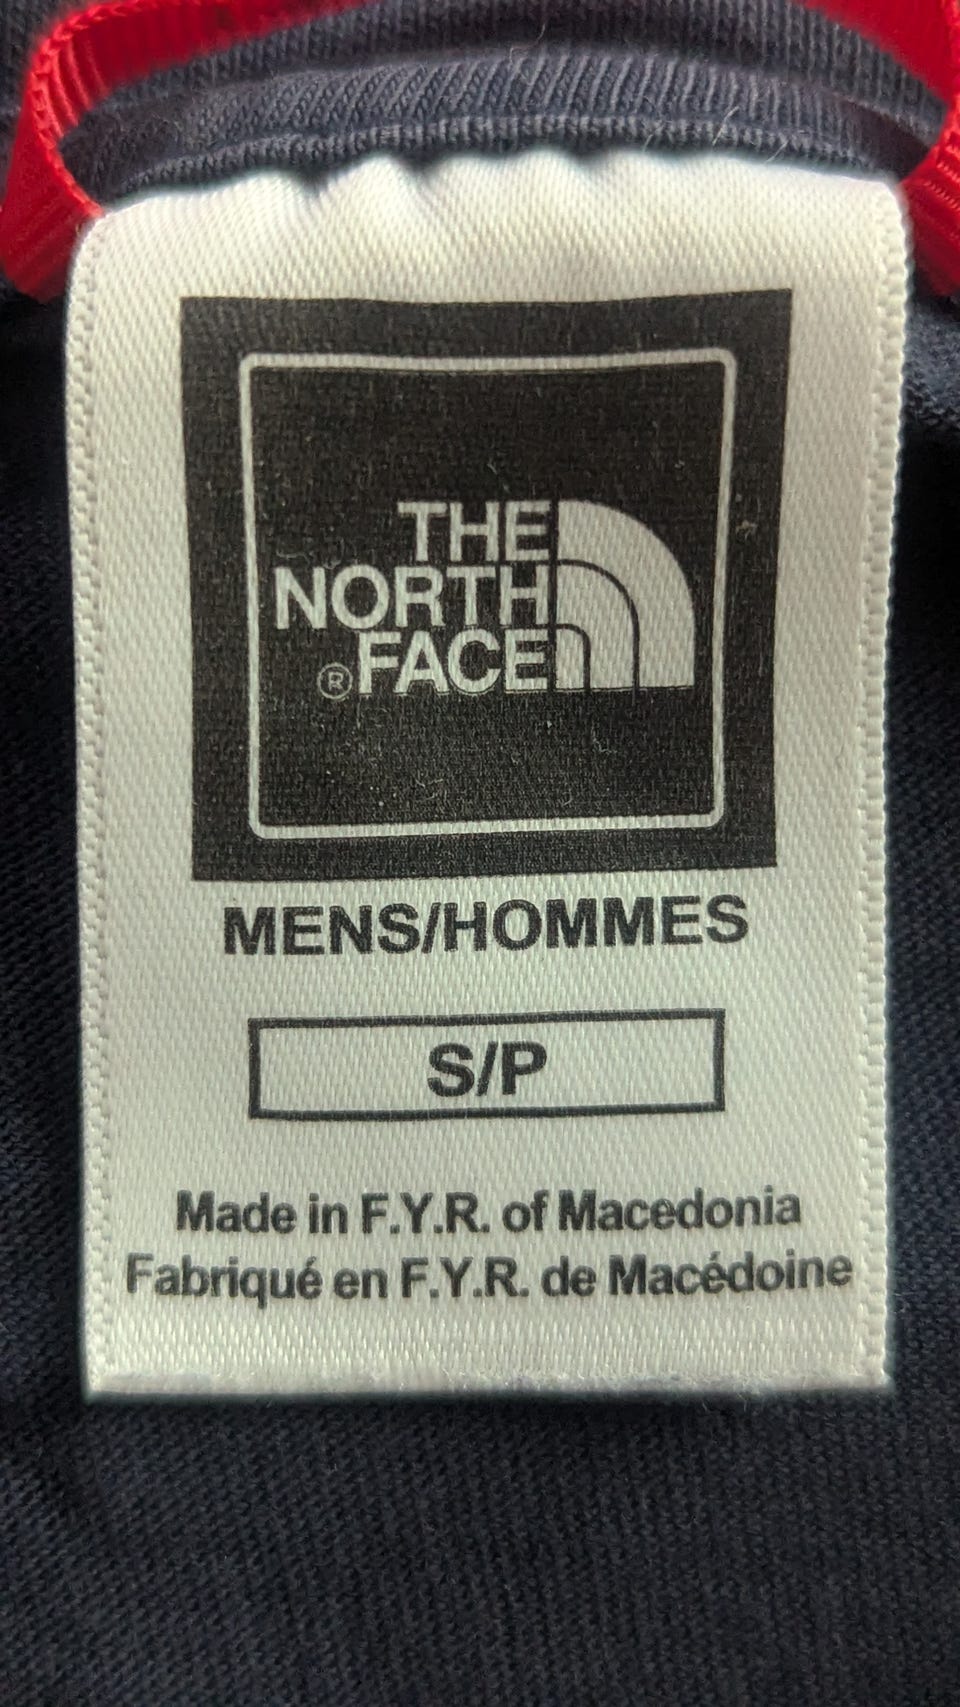 THE
NORTH
®FACE
MENS/HOMMES
S/P
Made in F.Y.R. of Macedonia
Fabriqué en F.Y.R. de Macédoine